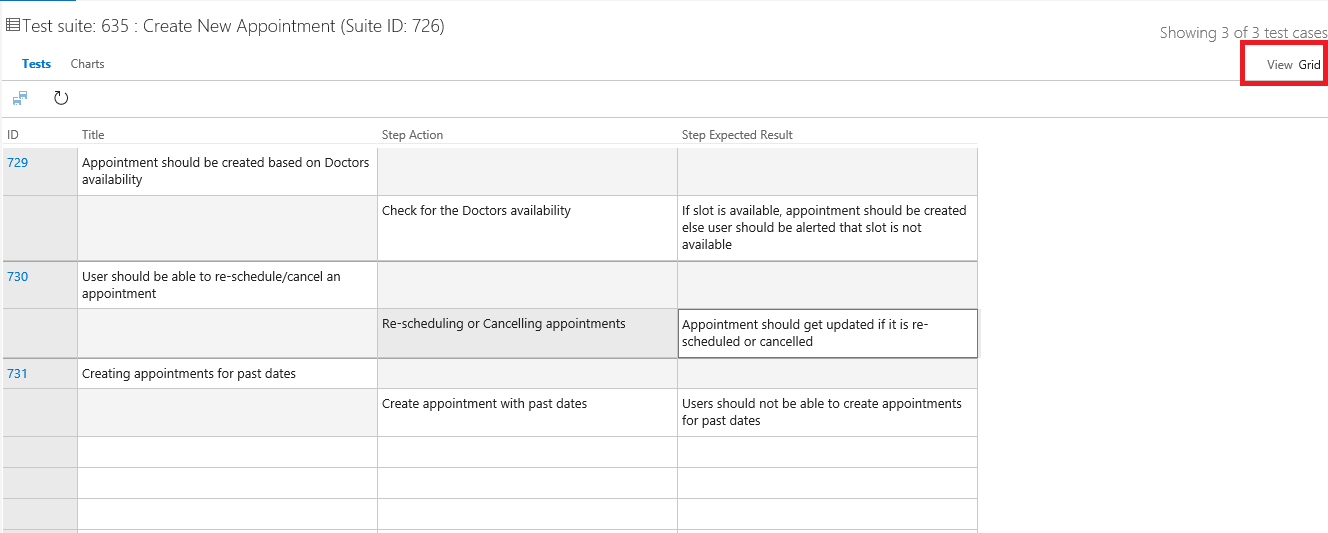 Test suite: 635 : Create New Appointment (Suite ID: 726)
Showing 3 of 3 test cases
Tests Charts
View Grid
ID Title Step Action Step Expected Result
729 Appointment should be created based on Doctors
availability
Check for the Doctors availability
If slot is available, appointment should be created
else user should be alerted that slot is not
available
730 User should be able to re-schedule/cancel an
appointment
Re-scheduling or Cancelling appointments
Appointment should get updated if it is re-
scheduled or cancelled
731 Creating appointments for past dates
Create appointment with past dates
Users should not be able to create appointments
for past dates